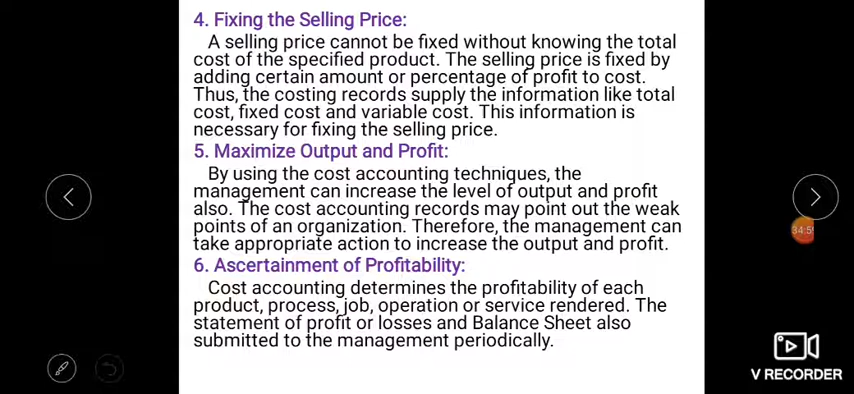 4. Fixing the Selling Price:
A selling price cannot be fixed without knowing the total
cost of the specified product. The selling price is fixed by
adding certain amount or percentage of profit to cost.
Thus, the costing records supply the information like total
cost, fixed cost and variable cost. This information is
necessary for fixing the selling price.
5. Maximize Output and Profit:
By using the cost accounting techniques, the
management can increase the level of output and profit
also. The cost accounting records may point out the weak
points of an organization. Therefore, the management can
take appropriate action to increase the output and profit.
6. Ascertainment of Profitability:
Cost accounting determines the profitability of each
product, process, job, operation or service rendered. The
statement of profit or losses and Balance Sheet also
submitted to the management periodically.
V RECORDER